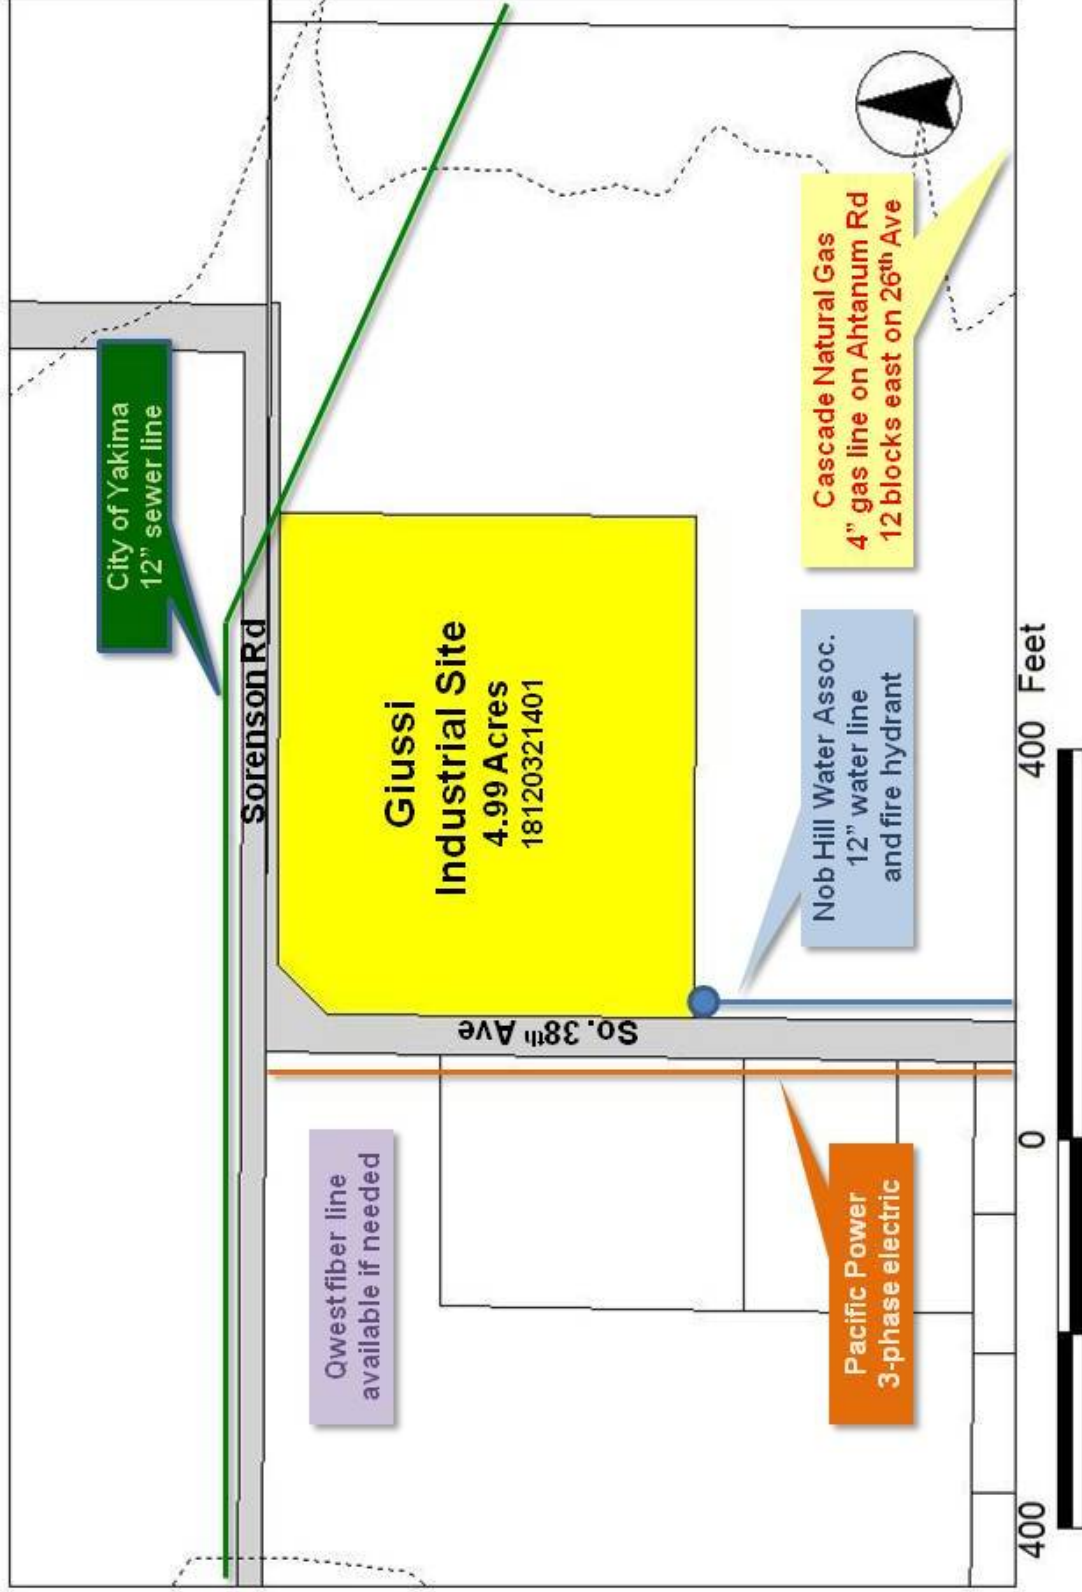 City of Yakima
12” sewer line
Sorenson Rd
Giussi
Industrial Site
4.99 Acres
18120321401
So. 38th Ave
Qwest fiber line
available if needed
Pacific Power
3-phase electric
Nob Hill Water Assoc.
12” water line
and fire hydrant
Cascade Natural Gas
4” gas line on Ahtanum Rd
12 blocks east on 26th Ave
400 0 400 Feet